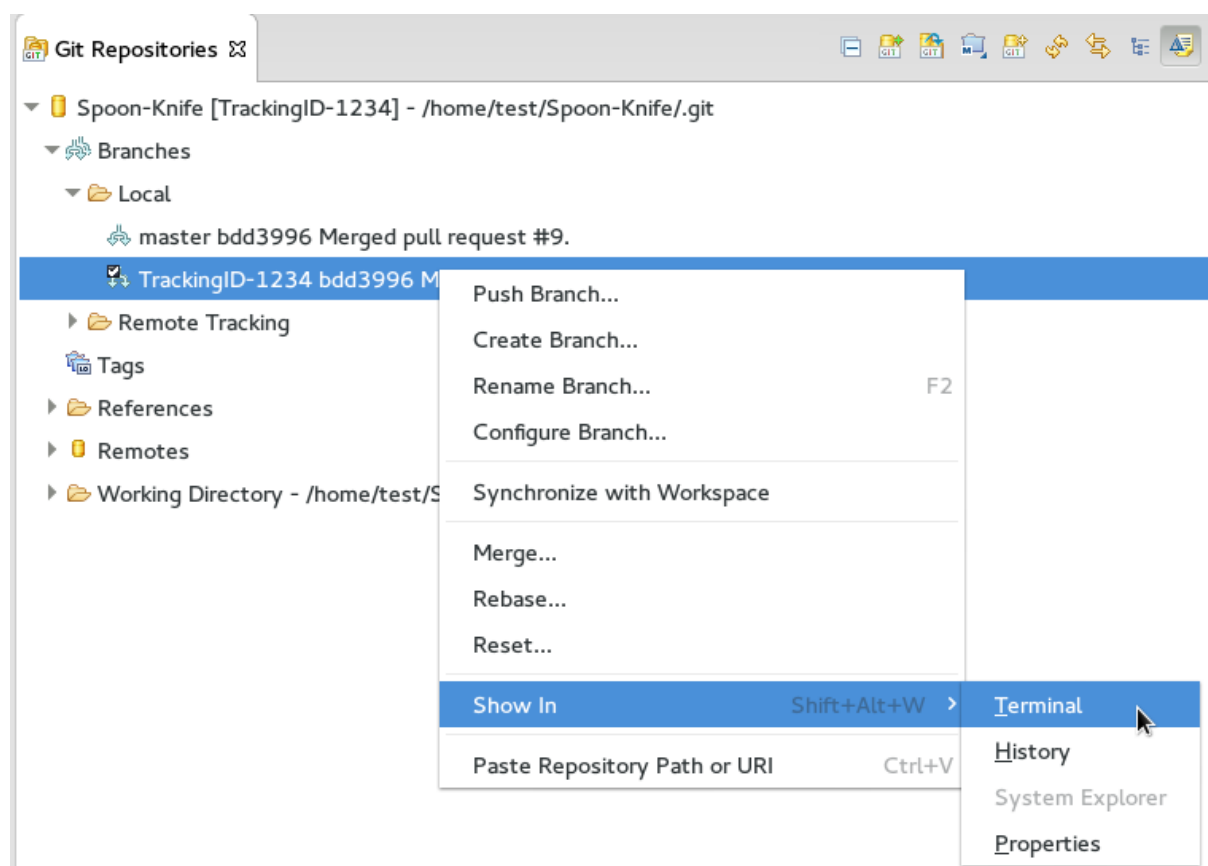 Git Repositories
Spoon-Knife [TrackingID-1234] - /home/test/Spoon-Knife/.git
Branches
Local
master bdd3996 Merged pull request #9.
TrackingID-1234 bdd3996 M
Remote Tracking
Tags
References
Remotes
Working Directory - /home/test/S
Push Branch...
Create Branch...
Rename Branch... F2
Configure Branch...
Synchronize with Workspace
Merge...
Rebase...
Reset...
Show In Shift+Alt+W >
Paste Repository Path or URI Ctrl+V
Terminal
History
System Explorer
Properties